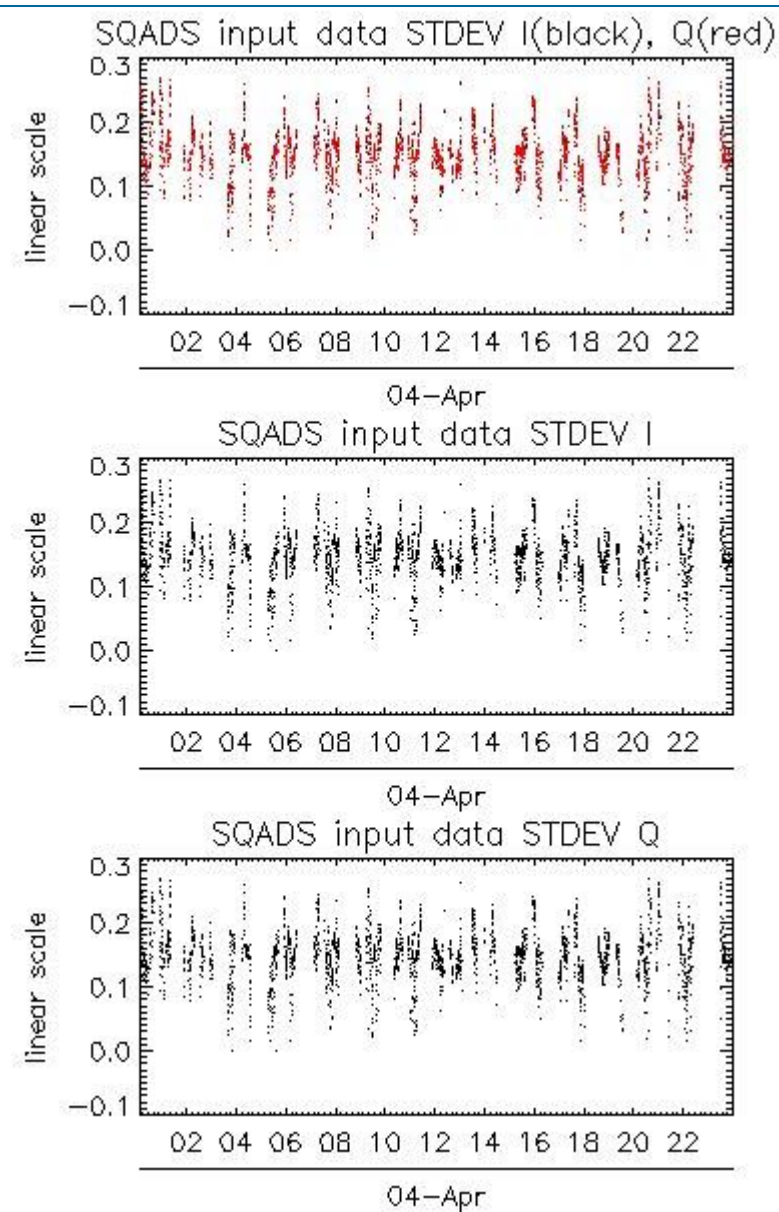 SQADS input data STDEV I(black), Q(red)
0.3
0.2
0.1
0.0
−0.1
linear scale
02 04 06 08 10 12 14 16 18 20 22
04−Apr
SQADS input data STDEV I
0.3
0.2
0.1
0.0
−0.1
linear scale
02 04 06 08 10 12 14 16 18 20 22
04−Apr
SQADS input data STDEV Q
0.3
0.2
0.1
0.0
−0.1
linear scale
02 04 06 08 10 12 14 16 18 20 22
04−Apr